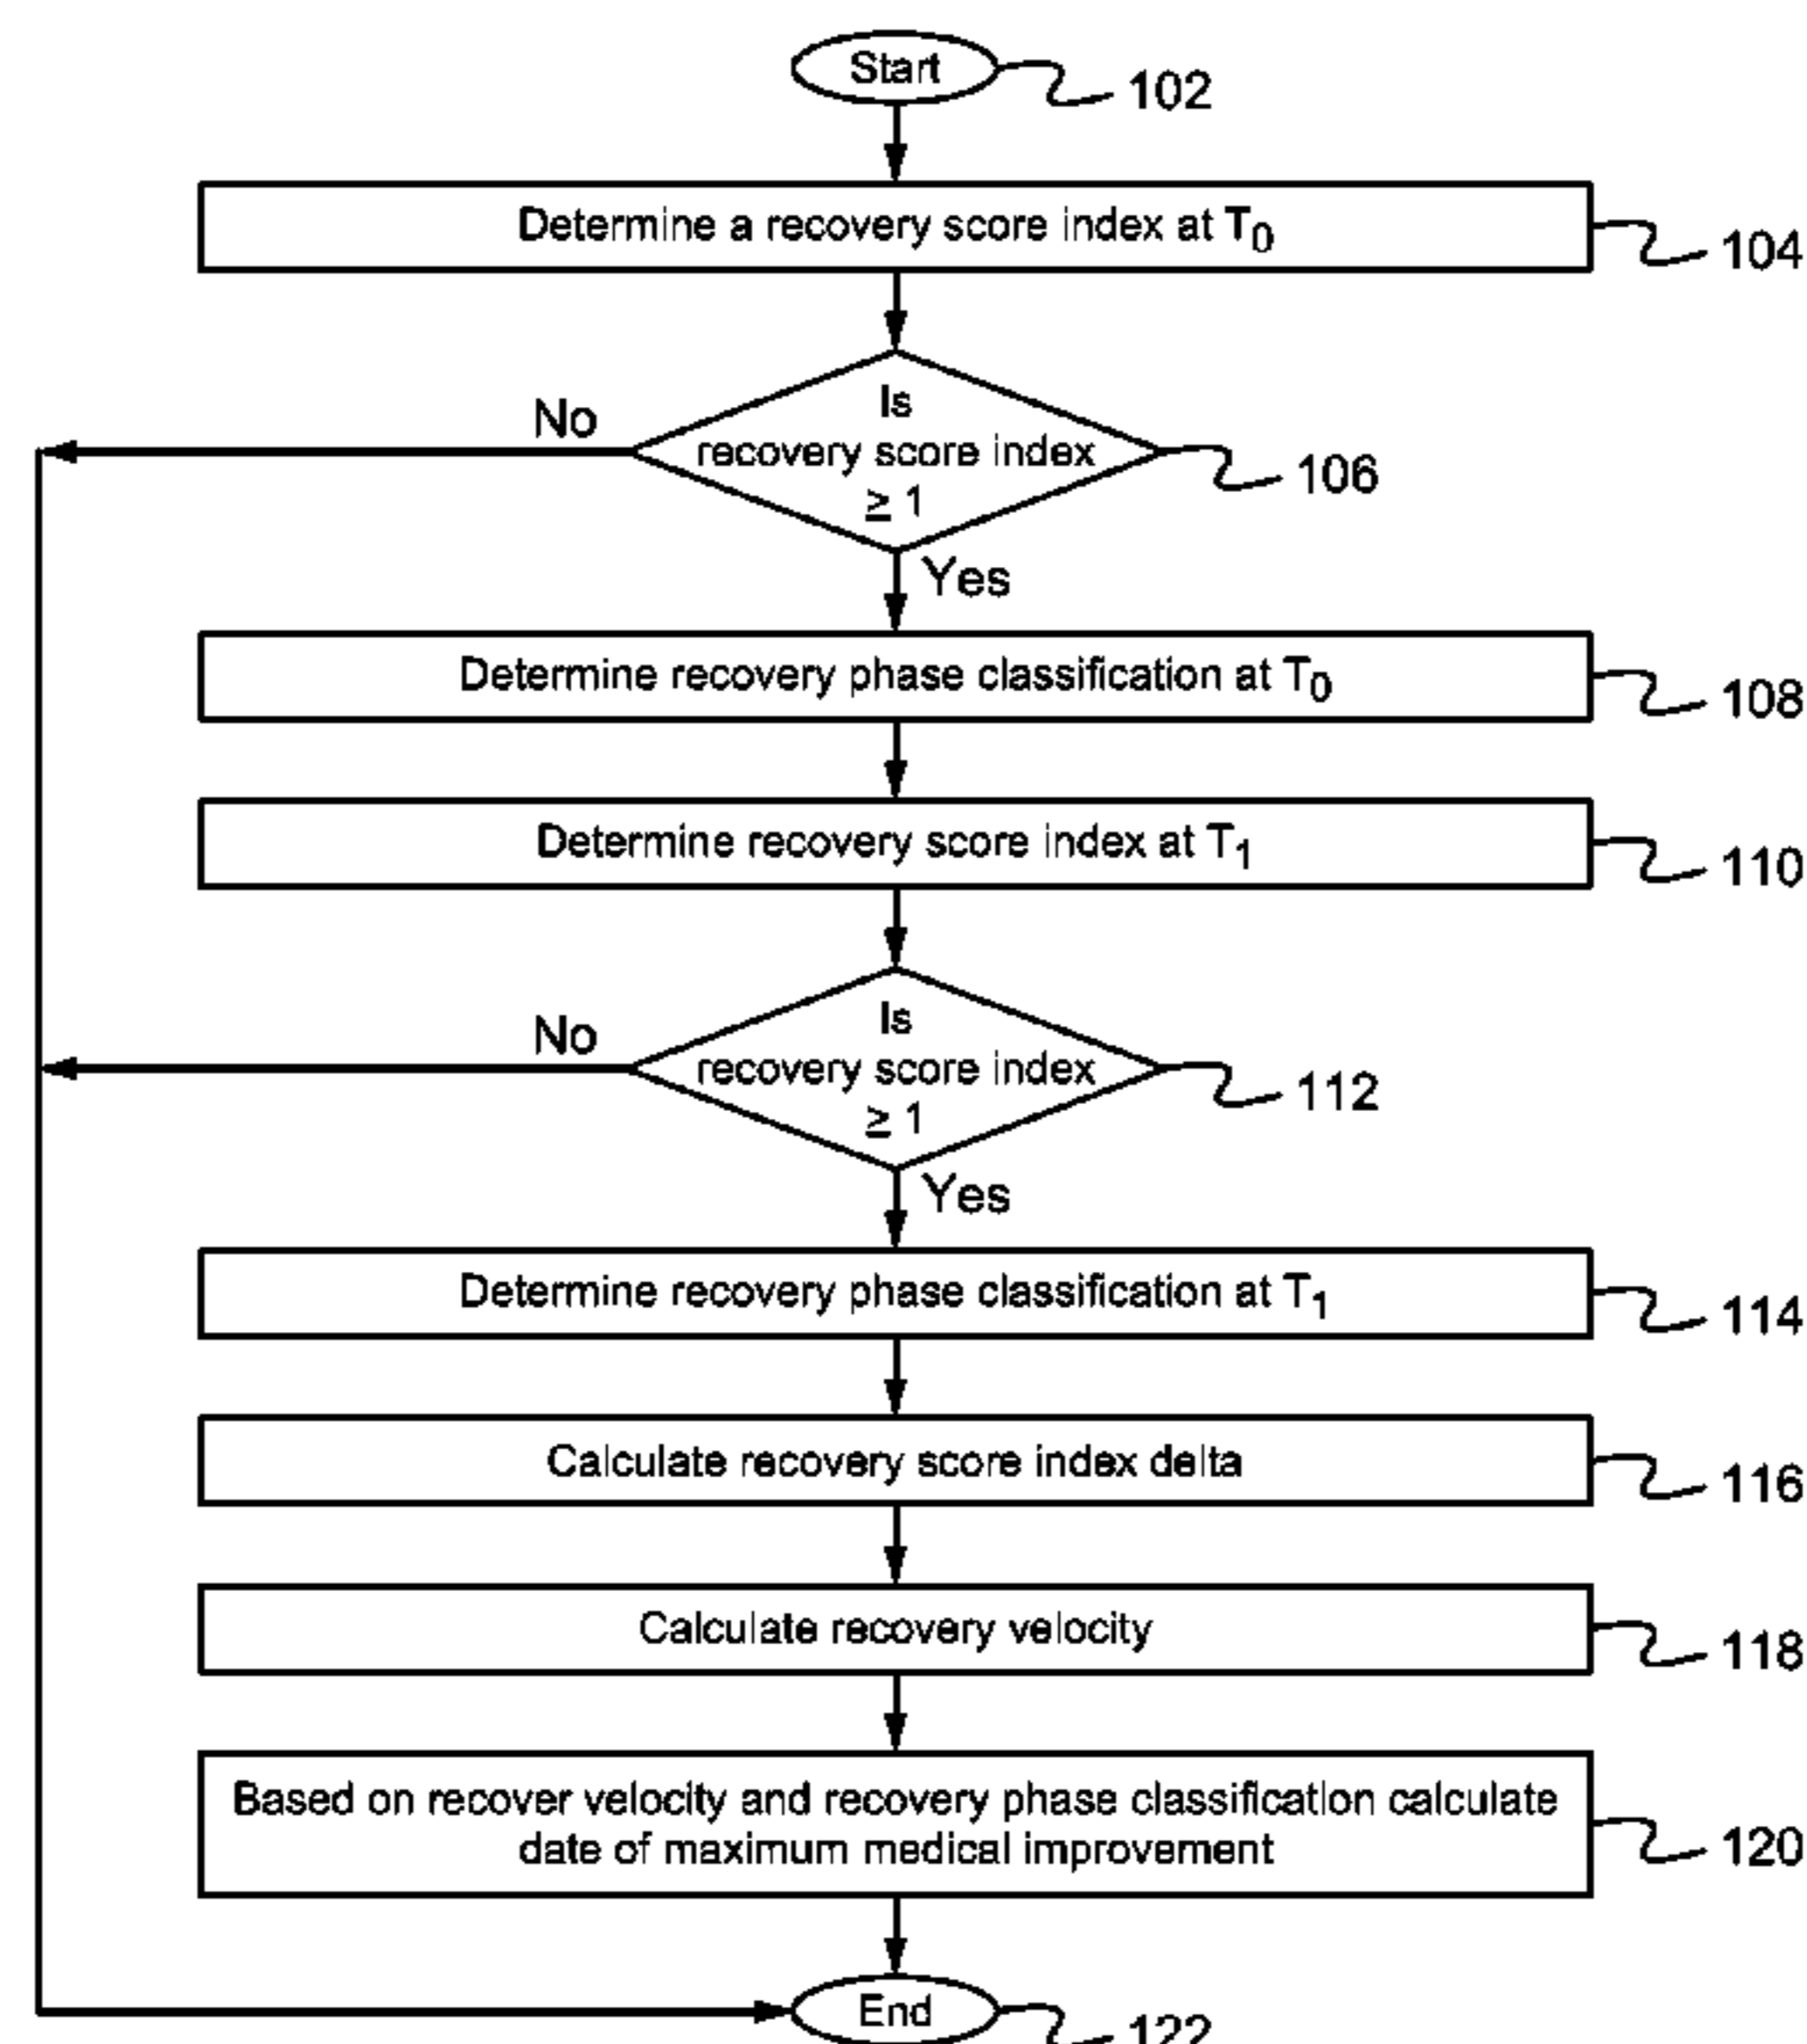 Start
102
Determine a recovery score index at T0
104
Is
recovery score index
≥ 1
No
106
Yes
Determine recovery phase classification at T0
108
Determine recovery score index at T1
110
Is
recovery score index
≥ 1
No
112
Yes
Determine recovery phase classification at T1
114
Calculate recovery score index delta
116
Calculate recovery velocity
118
Based on recover velocity and recovery phase classification calculate
date of maximum medical improvement
120
End
122